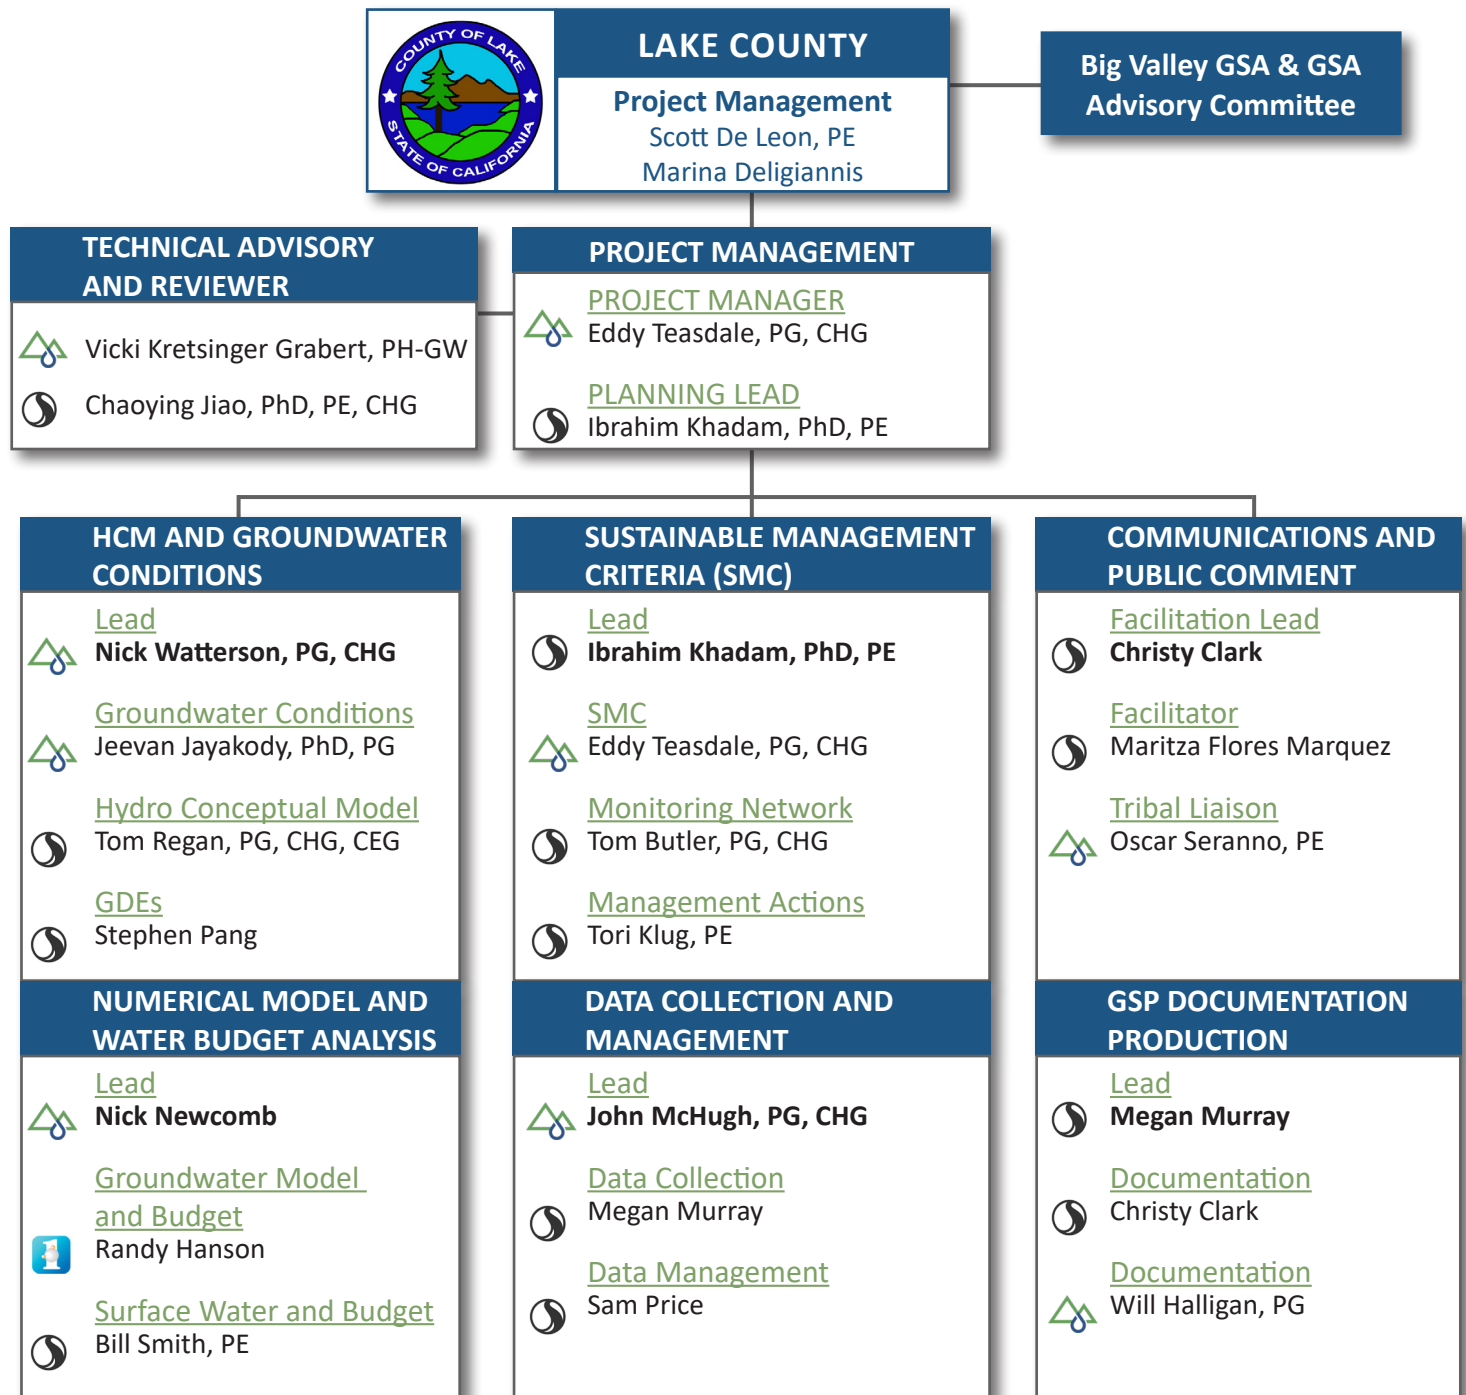 COUNTY OF LAKE
STATE OF CALIFORNIA
LAKE COUNTY
Project Management
Scott De Leon, PE
Marina Deligiannis
Big Valley GSA & GSA
Advisory Committee
TECHNICAL ADVISORY
AND REVIEWER
Vicki Kretsinger Grabert, PH-GW
Chaoying Jiao, PhD, PE, CHG
PROJECT MANAGEMENT
PROJECT MANAGER
Eddy Teasdale, PG, CHG
PLANNING LEAD
Ibrahim Khadam, PhD, PE
HCM AND GROUNDWATER
CONDITIONS
Lead
Nick Watterson, PG, CHG
Groundwater Conditions
Jeevan Jayakody, PhD, PG
Hydro Conceptual Model
Tom Regan, PG, CHG, CEG
GDEs
Stephen Pang
SUSTAINABLE MANAGEMENT
CRITERIA (SMC)
Lead
Ibrahim Khadam, PhD, PE
SMC
Eddy Teasdale, PG, CHG
Monitoring Network
Tom Butler, PG, CHG
Management Actions
Tori Klug, PE
COMMUNICATIONS AND
PUBLIC COMMENT
Facilitation Lead
Christy Clark
Facilitator
Maritza Flores Marquez
Tribal Liaison
Oscar Seranno, PE
NUMERICAL MODEL AND
WATER BUDGET ANALYSIS
Lead
Nick Newcomb
Groundwater Model
and Budget
1
Randy Hanson
Surface Water and Budget
Bill Smith, PE
DATA COLLECTION AND
MANAGEMENT
Lead
John McHugh, PG, CHG
Data Collection
Megan Murray
Data Management
Sam Price
GSP DOCUMENTATION
PRODUCTION
Lead
Megan Murray
Documentation
Christy Clark
Documentation
Will Halligan, PG